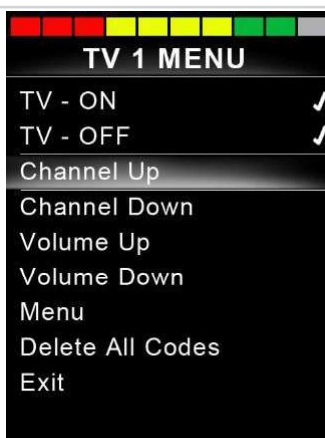 TV 1 MENU
TV - ON
TV - OFF
Channel Up
Channel Down
Volume Up
Volume Down
Menu
Delete All Codes
Exit